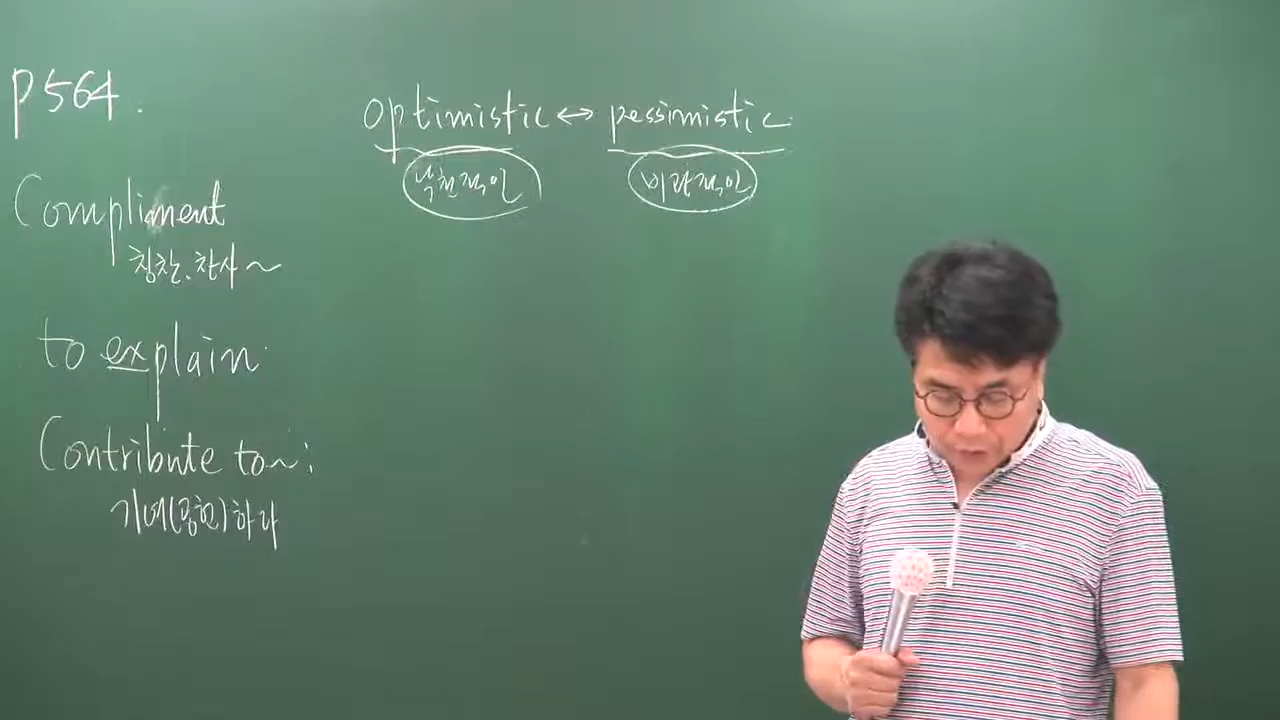 P564.
Compliment
칭찬.찬사~
to explain
Contribute to~:
기여(공헌)하다
optimistic ↔ pessimistic
낙천적인 비관적인